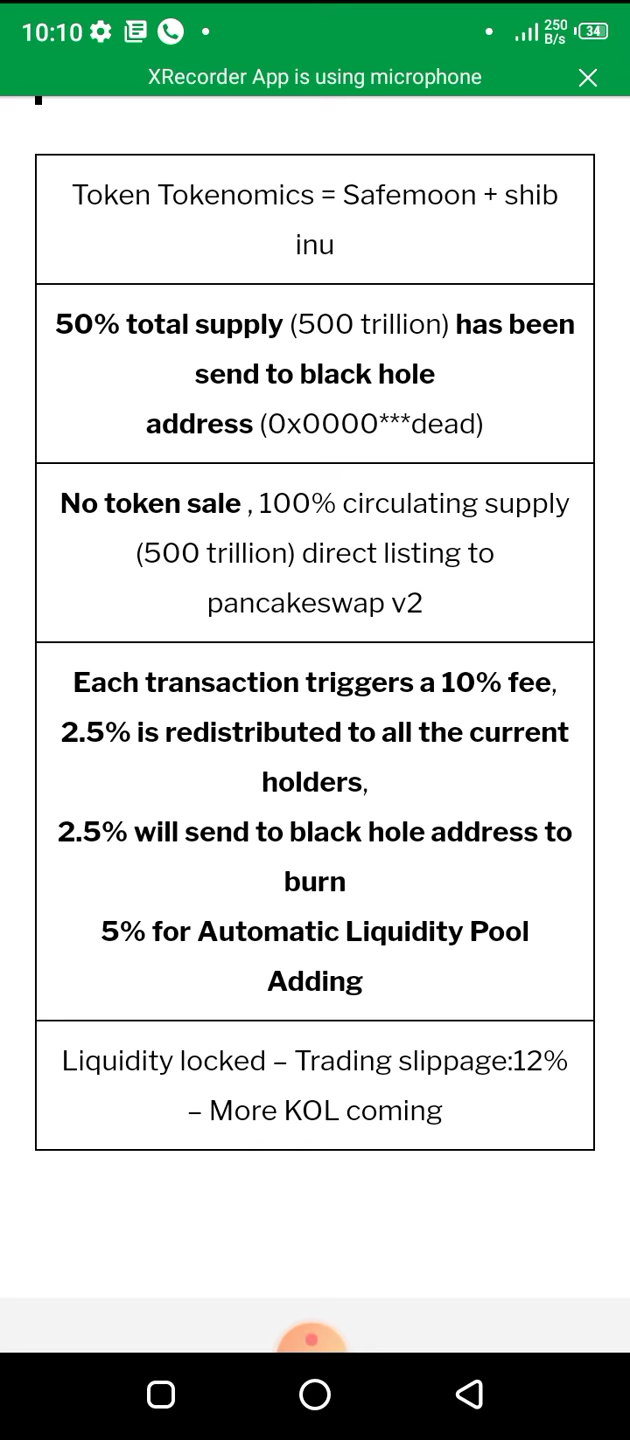 10:10
250
B/s
34
XRecorder App is using microphone
Token Tokenomics = Safemoon + shib
inu
50% total supply (500 trillion) has been
send to black hole
address (0x0000***dead)
No token sale , 100% circulating supply
(500 trillion) direct listing to
pancakeswap v2
Each transaction triggers a 10% fee,
2.5% is redistributed to all the current
holders,
2.5% will send to black hole address to
burn
5% for Automatic Liquidity Pool
Adding
Liquidity locked – Trading slippage:12%
– More KOL coming